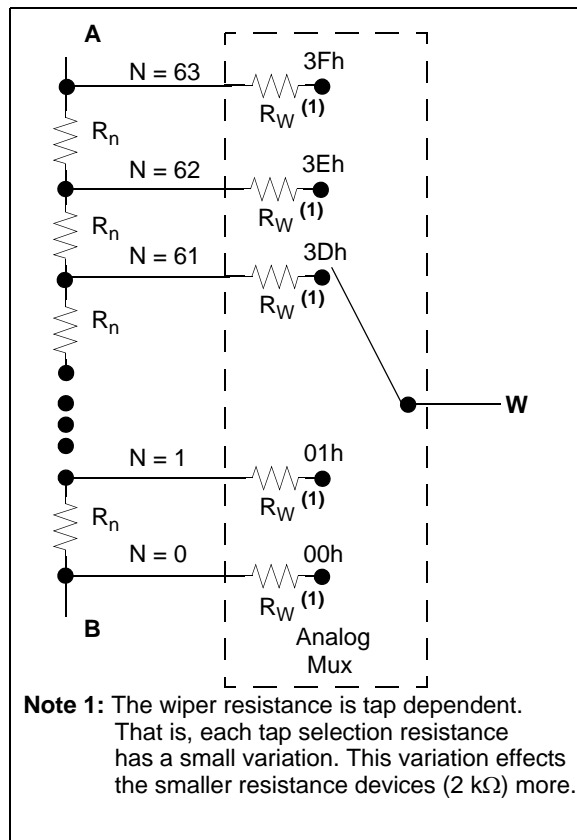 A
N = 63
3Fh
R_W (1)
R_n
N = 62
3Eh
R_W (1)
R_n
N = 61
3Dh
R_W (1)
R_n
W
N = 1
01h
R_W (1)
R_n
N = 0
00h
R_W (1)
B
Analog
Mux
Note 1: The wiper resistance is tap dependent.
That is, each tap selection resistance
has a small variation. This variation effects
the smaller resistance devices (2 kΩ) more.